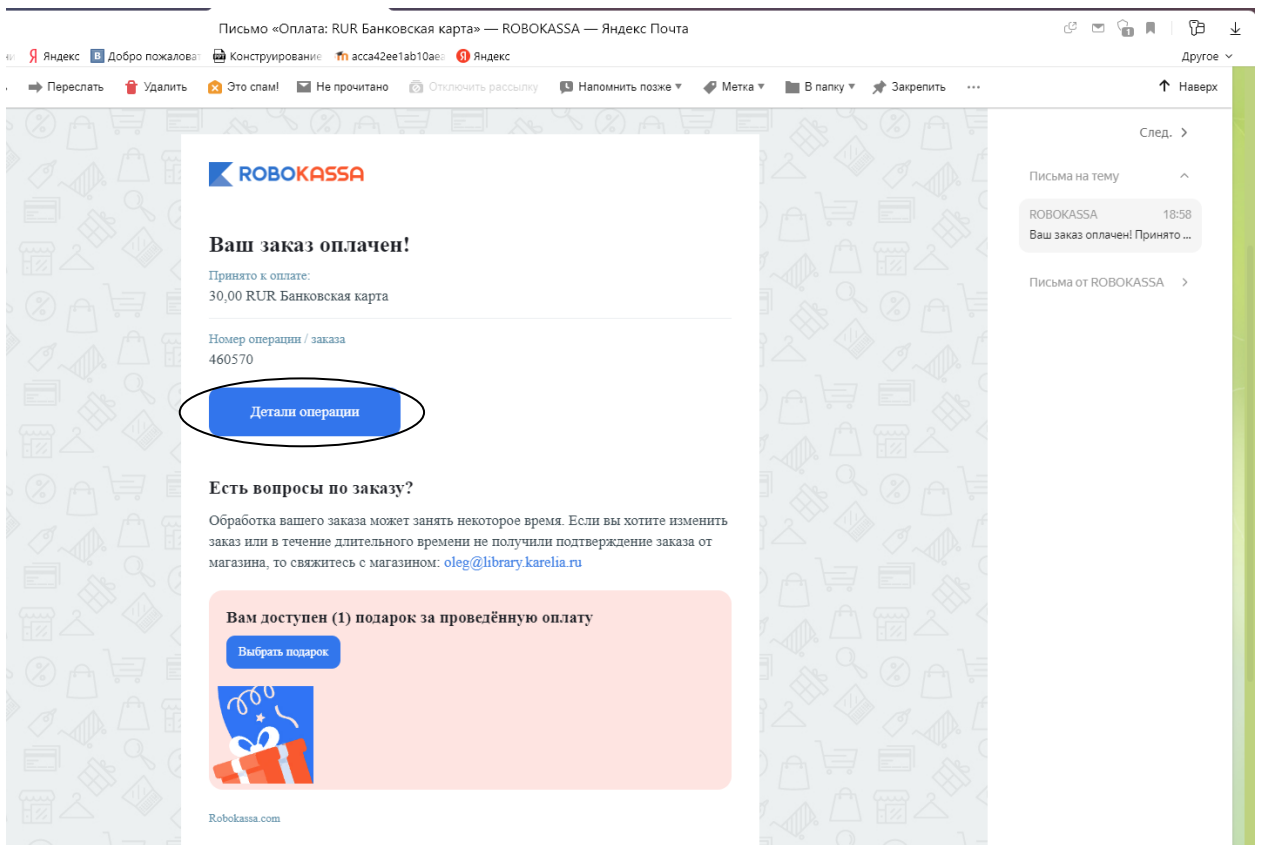 Письмо «Оплата: RUR Банковская карта» — ROBOKASSA — Яндекс Почта
Яндекс В Добро пожаловат Конструирование acca42ee1ab10aea Яндекс
Другое
Переслать Удалить Это спам! Не прочитано Отключить рассылку Напомнить позже Метка В папку Закрепить ... Наверх
След.
ROBOKASSA
Письма на тему
ROBOKASSA 18:58
Ваш заказ оплачен! Принято ...
Письма от ROBOKASSA
Ваш заказ оплачен!
Принято к оплате:
30,00 RUR Банковская карта
Номер операции / заказа
460570
Детали операции
Есть вопросы по заказу?
Обработка вашего заказа может занять некоторое время. Если вы хотите изменить
заказ или в течение длительного времени не получили подтверждение заказа от
магазина, то свяжитесь с магазином: oleg@library.karelia.ru
Вам доступен (1) подарок за проведённую оплату
Выбрать подарок
Robokassa.com